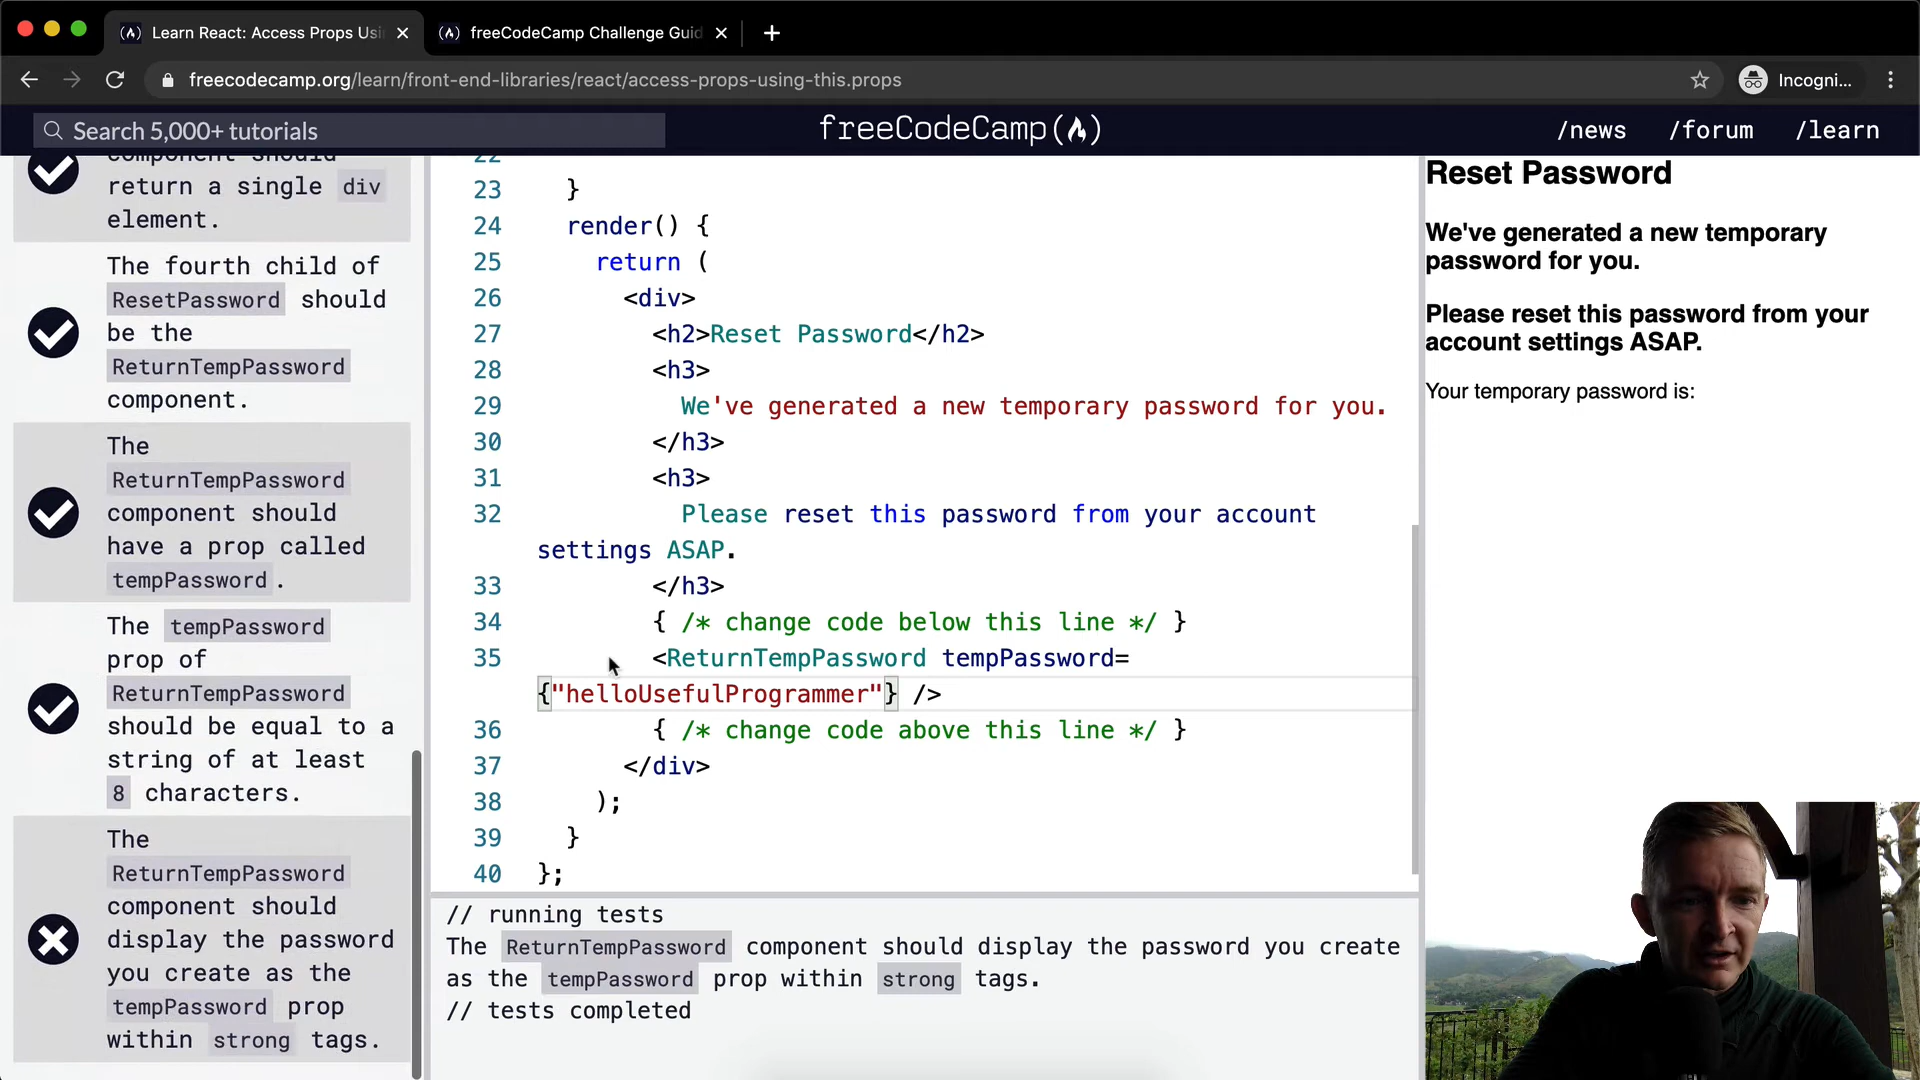 Learn React: Access Props Usi
freeCodeCamp Challenge Guid
freecodecamp.org/learn/front-end-libraries/react/access-props-using-this.props
Incogni...
Search 5,000+ tutorials
freeCodeCamp
/news /forum /learn
component should
return a single div
element.
The fourth child of
ResetPassword should
be the
ReturnTempPassword
component.
The
ReturnTempPassword
component should
have a prop called
tempPassword.
The tempPassword
prop of
ReturnTempPassword
should be equal to a
string of at least
8 characters.
The
ReturnTempPassword
component should
display the password
you create as the
tempPassword prop
within strong tags.
22
23 }
24 render() {
25 return (
26 <div>
27 <h2>Reset Password</h2>
28 <h3>
29 We've generated a new temporary password for you.
30 </h3>
31 <h3>
32 Please reset this password from your account
settings ASAP.
33 </h3>
34 { /* change code below this line */ }
35 <ReturnTempPassword tempPassword=
{"helloUsefulProgrammer"} />
36 { /* change code above this line */ }
37 </div>
38 );
39 }
40 };
// running tests
The ReturnTempPassword component should display the password you create
as the tempPassword prop within strong tags.
// tests completed
Reset Password
We've generated a new temporary
password for you.
Please reset this password from your
account settings ASAP.
Your temporary password is: